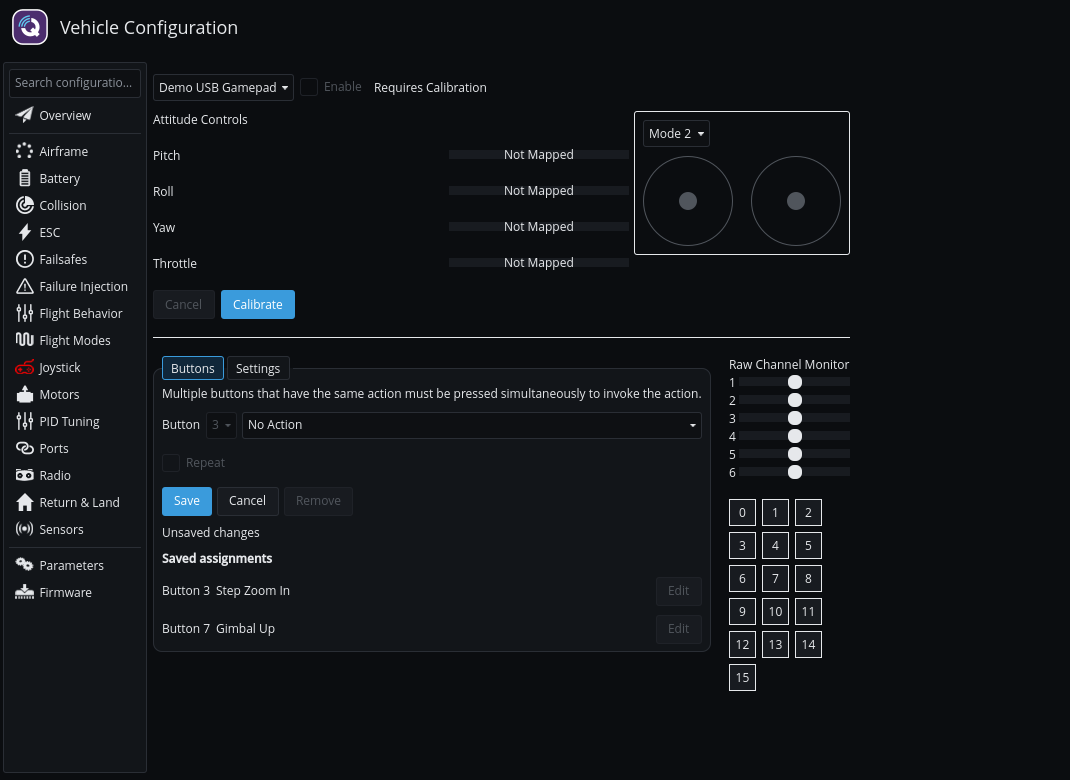 Vehicle Configuration
Search configuratio...
Overview
Airframe
Battery
Collision
ESC
Failsafes
Failure Injection
Flight Behavior
Flight Modes
Joystick
Motors
PID Tuning
Ports
Radio
Return & Land
Sensors
Parameters
Firmware
Demo USB Gamepad Enable Requires Calibration
Attitude Controls
Pitch Not Mapped
Roll Not Mapped
Yaw Not Mapped
Throttle Not Mapped
Mode 2
Cancel Calibrate
Buttons Settings
Multiple buttons that have the same action must be pressed simultaneously to invoke the action.
Button 3 No Action
Repeat
Save Cancel Remove
Unsaved changes
Saved assignments
Button 3 Step Zoom In Edit
Button 7 Gimbal Up Edit
Raw Channel Monitor
1
2
3
4
5
6
0 1 2
3 4 5
6 7 8
9 10 11
12 13 14
15